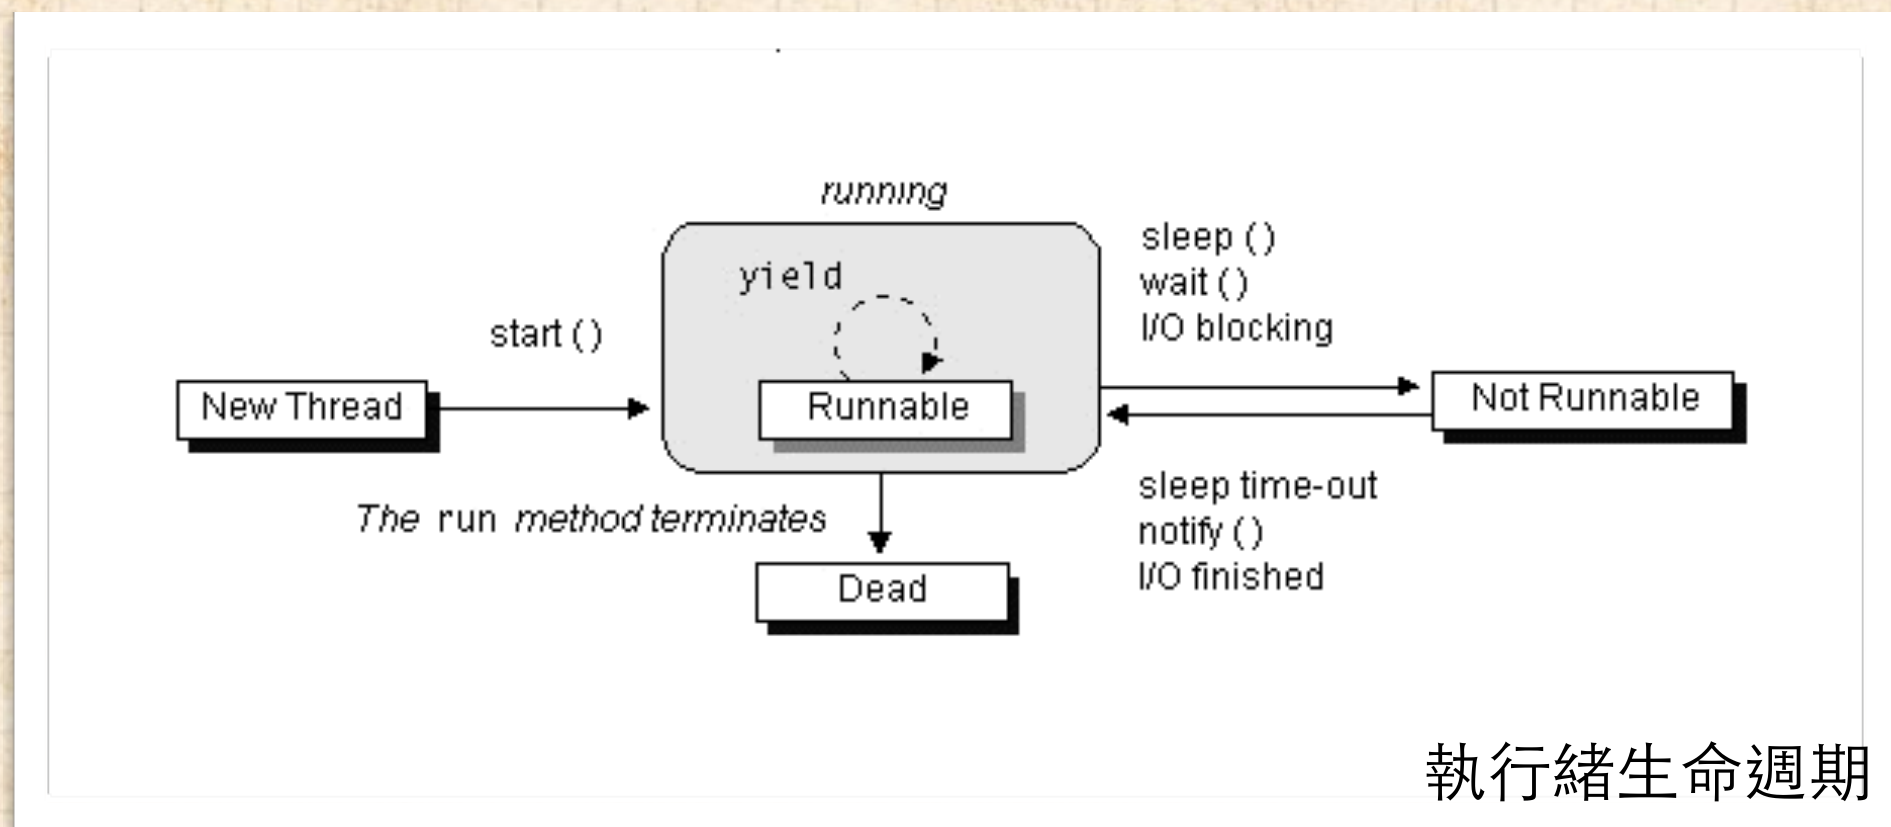 running
yield
start ()
New Thread
Runnable
sleep ()
wait ()
I/O blocking
Not Runnable
The run method terminates
sleep time-out
notify ()
I/O finished
Dead
執行緒生命週期